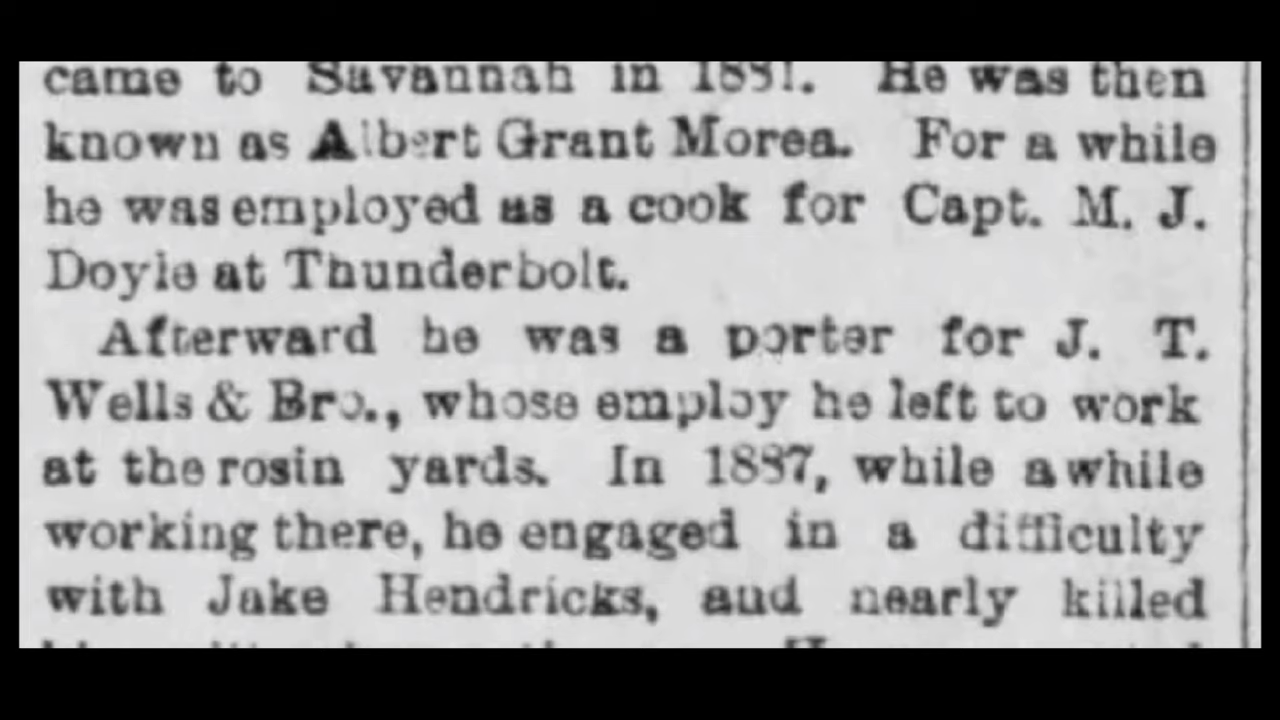 came to Savannah in 1881. He was then
known as Albert Grant Morea. For a while
he was employed as a cook for Capt. M. J.
Doyle at Thunderbolt.
Afterward he was a porter for J. T.
Wells & Bro., whose employ he left to work
at the rosin yards. In 1887, while a while
working there, he engaged in a difficulty
with Jake Hendricks, and nearly killed